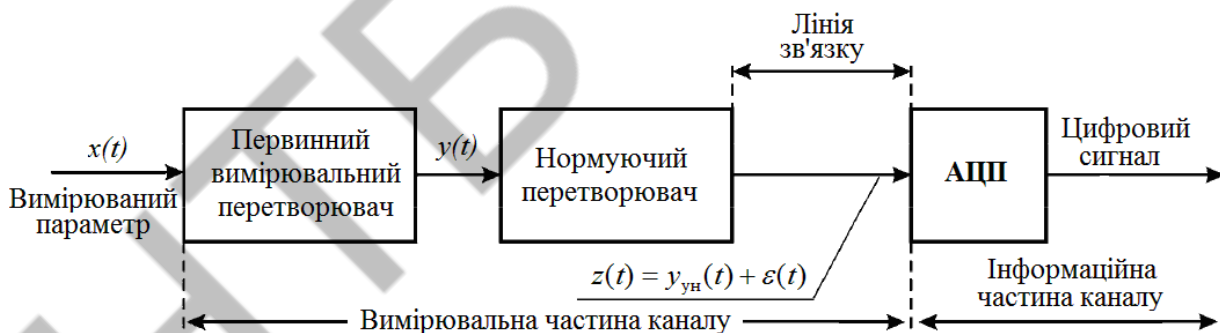 Лінія
зв'язку
x(t)
Вимірюваний
параметр
Первинний
вимірювальний
перетворювач
y(t)
Нормуючий
перетворювач
z(t) = yун(t) + ε(t)
АЦП
Цифровий
сигнал
Вимірювальна частина каналу
Інформаційна
частина каналу
НТБ